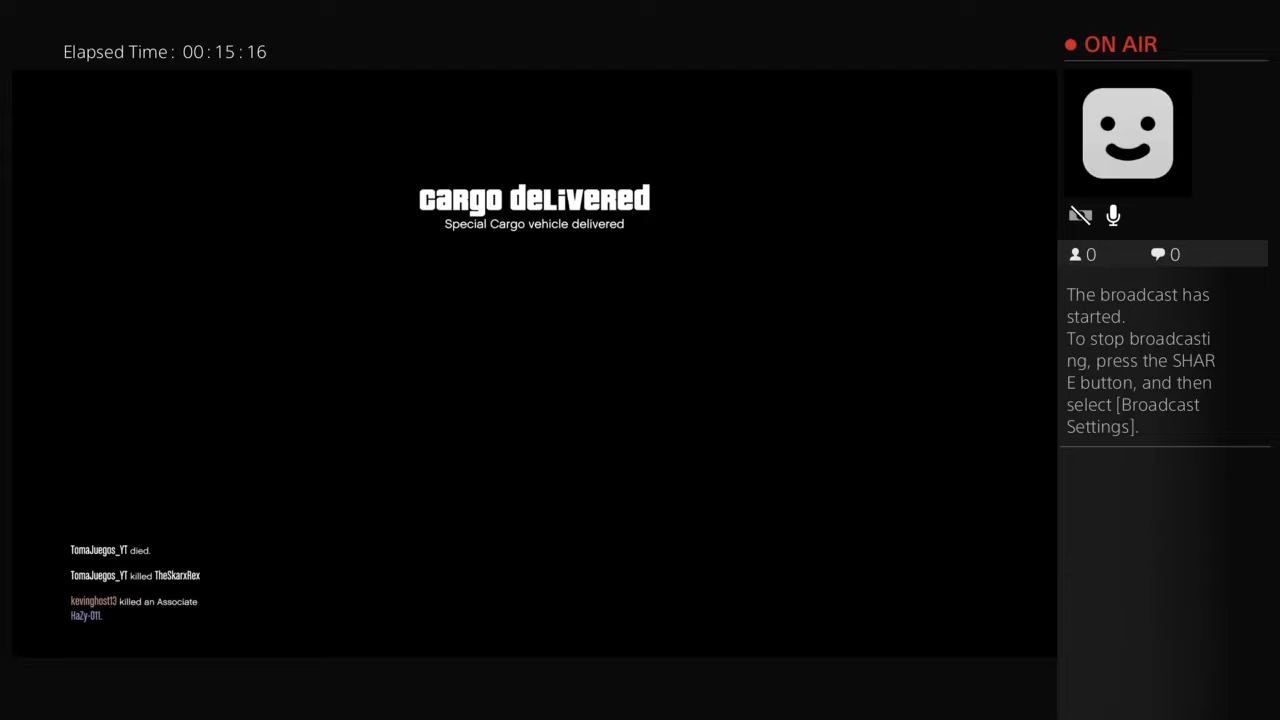 Elapsed Time: 00:15:16
ON AIR
cargo delivered
Special Cargo vehicle delivered
0 0
The broadcast has
started.
To stop broadcasti
ng, press the SHAR
E button, and then
select [Broadcast
Settings].
TomaJuegos_YT died.
TomaJuegos_YT killed TheSkarxRex
kevinghost13 killed an Associate
HaZy-011.